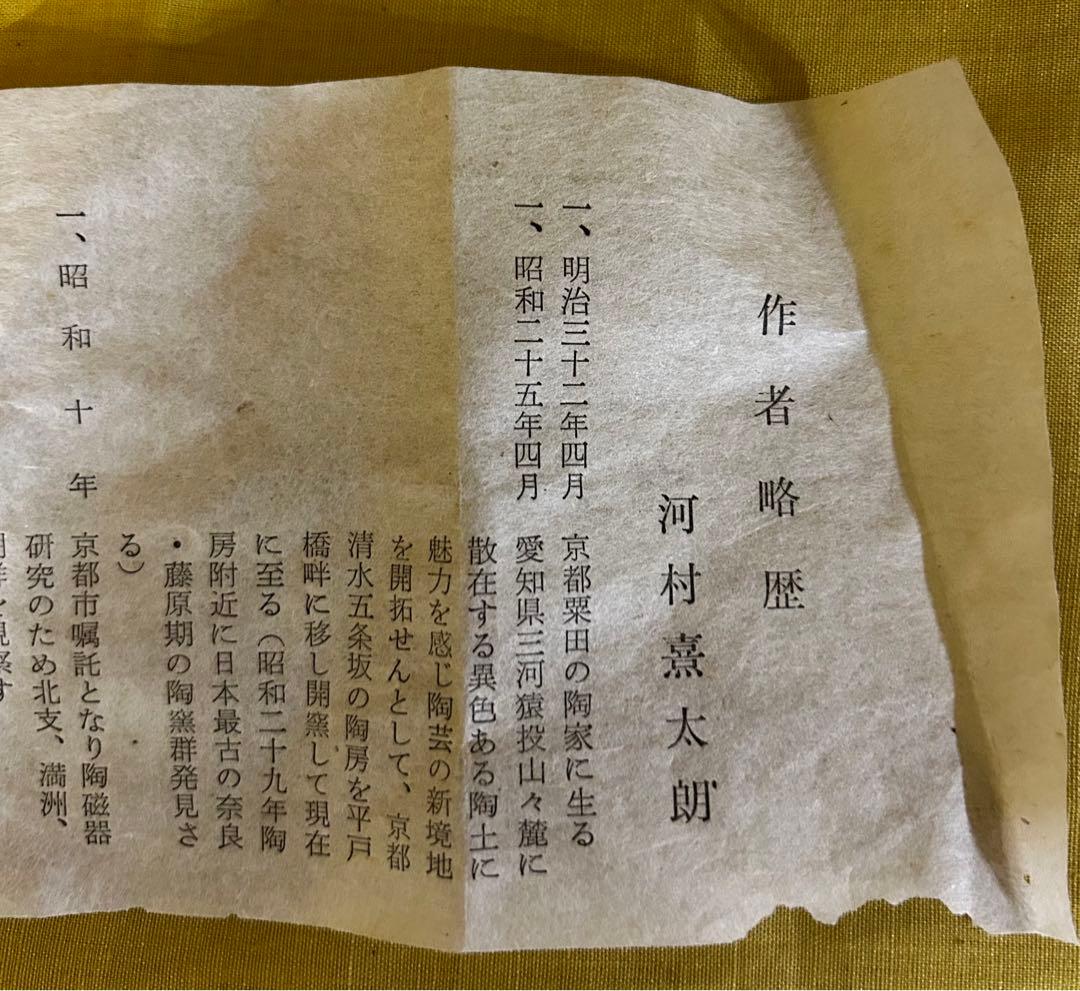 作者略歴
河村熹太朗
一、明治三十二年四月 京都粟田の陶家に生る
一、昭和二十五年四月 愛知県三河猿投山々麓に
散在する異色ある陶土に
魅力を感じ陶芸の新境地
を開拓せんとして、京都
清水五条坂の陶房を平戸
橋畔に移し開窯して現在
に至る(昭和二十九年陶
房附近に日本最古の奈良
・藤原期の陶窯群発見さ
る)
一、昭和十年 京都市嘱託となり陶磁器
研究のため北支、満洲、